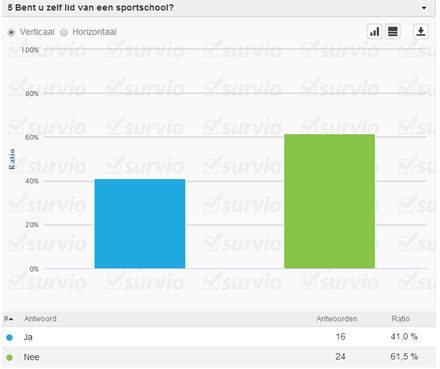 5 Bent u zelf lid van een sportschool?
Verticaal Horizontaal
100%
80%
60%
40%
20%
0%
Ratio
survio
#	Antwoord	Antwoorden	Ratio
Ja	16	41,0 %
Nee	24	61,5 %